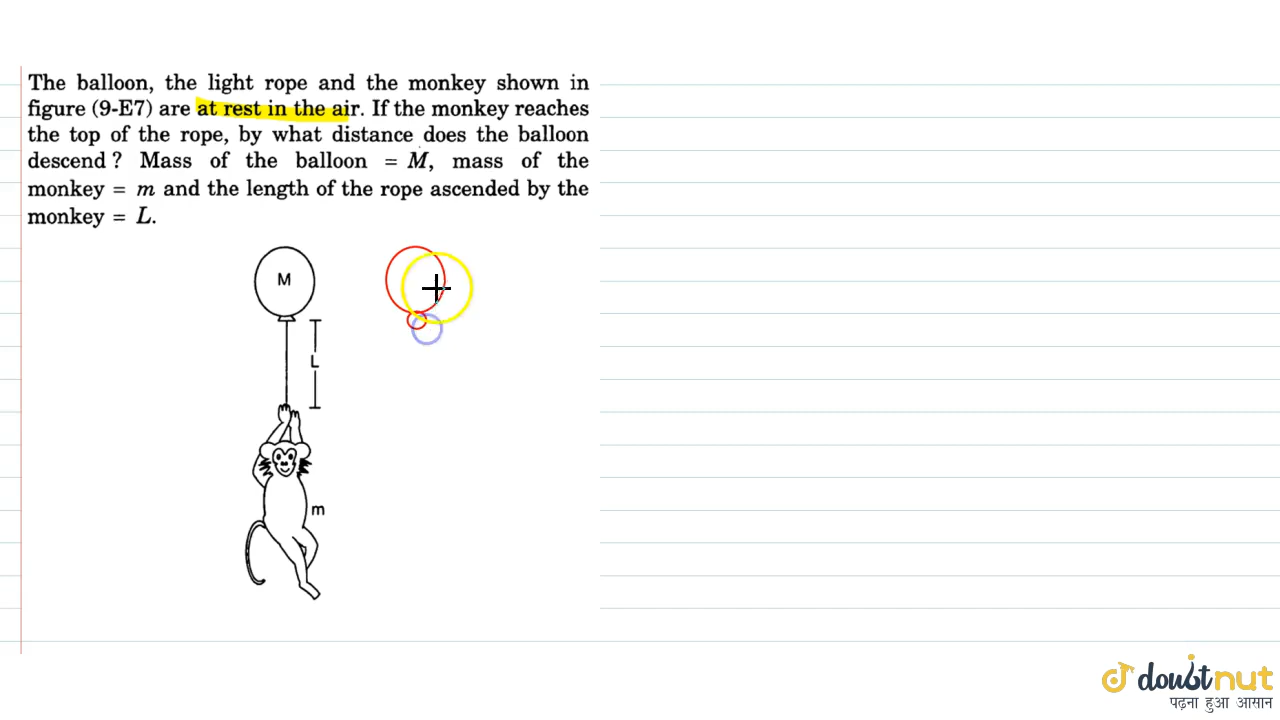 The balloon, the light rope and the monkey shown in
figure (9-E7) are at rest in the air. If the monkey reaches
the top of the rope, by what distance does the balloon
descend ? Mass of the balloon = M, mass of the
monkey = m and the length of the rope ascended by the
monkey = L.
M
L
m
doubtnut
पढ़ना हुआ आसान